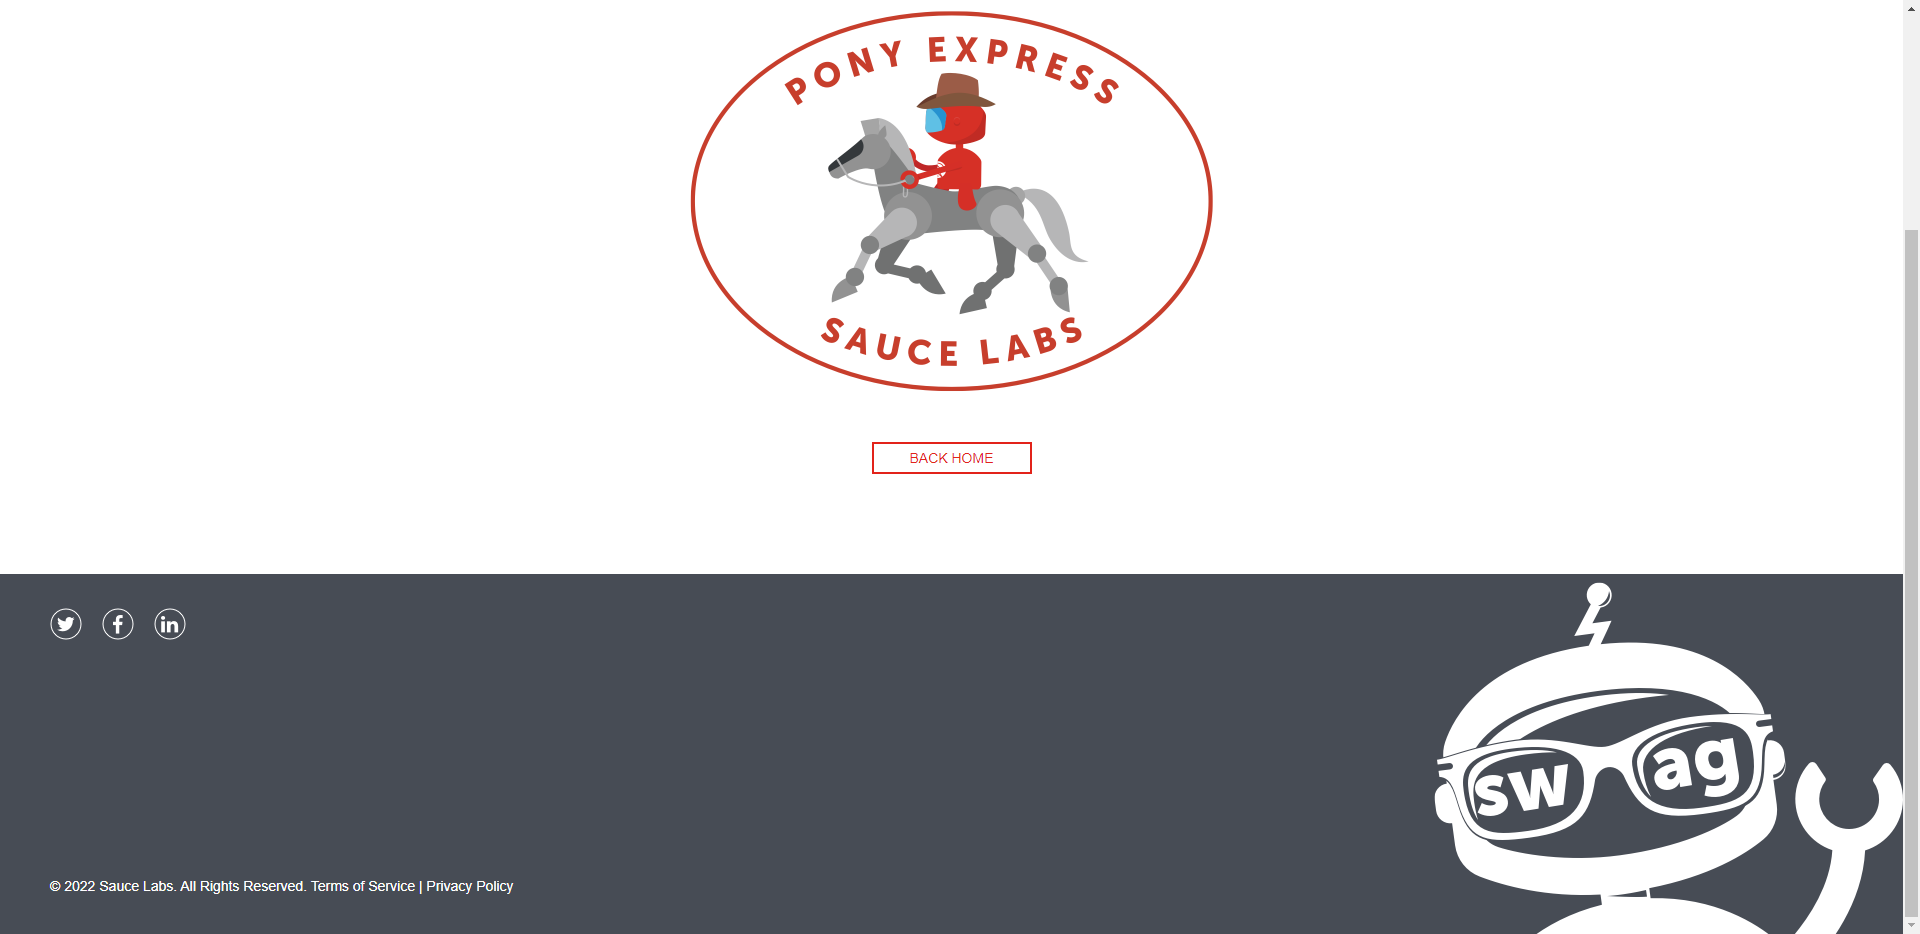 PONY EXPRESS
SAUCE LABS
BACK HOME
sw ag
© 2022 Sauce Labs. All Rights Reserved. Terms of Service | Privacy Policy